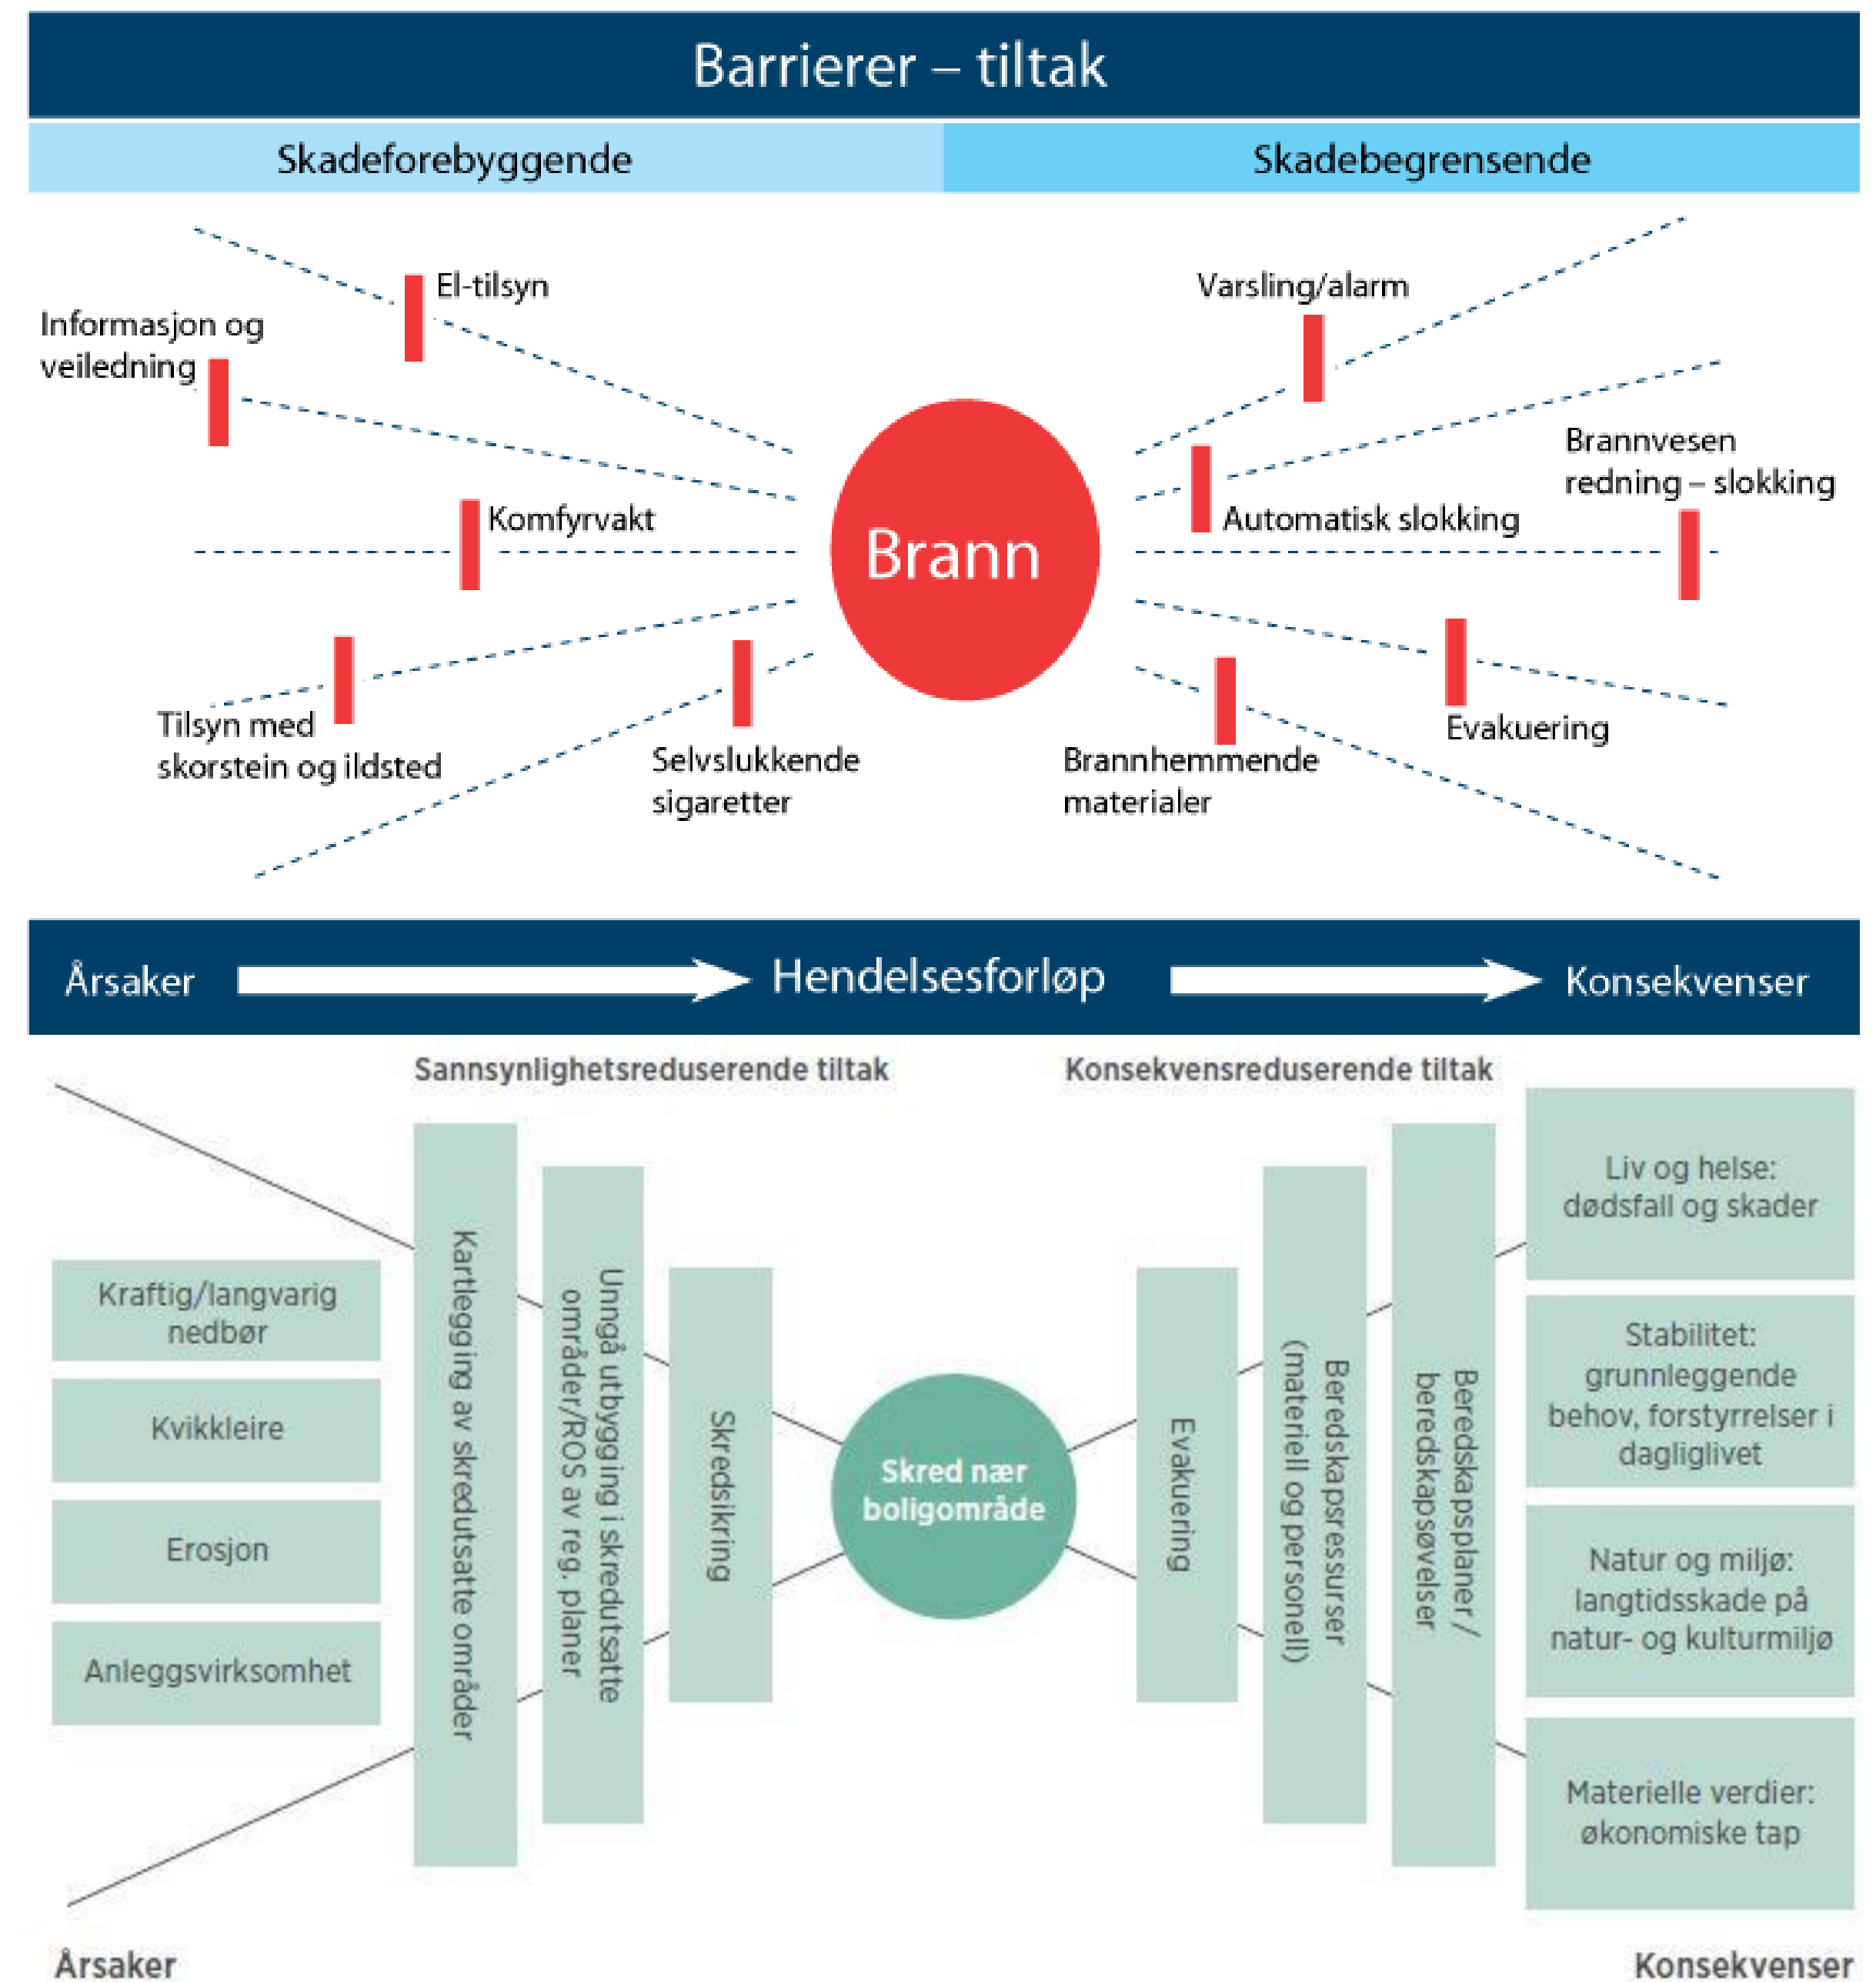 Barrierer – tiltak
Skadeforebyggende
Skadebegrensende
El-tilsyn
Informasjon og
veiledning
Komfyrvakt
Tilsyn med
skorstein og ildsted
Selvslukkende
sigaretter
Brann
Varsling/alarm
Automatisk slokking
Brannvesen
redning – slokking
Evakuering
Brannhemmende
materialer
Årsaker
Hendelsesforløp
Konsekvenser
Sannsynlighetsreduserende tiltak
Konsekvensreduserende tiltak
Kraftig/langvarig
nedbør
Kvikkleire
Erosjon
Anleggsvirksomhet
Kartlegging av skredutsatte områder
Unngå utbygging i skredutsatte
områder/ROS av reg. planer
Skredsikring
Skred nær
boligområde
Evakuering
Beredskapsressurser
(materiell og personell)
Beredskapsplaner/
beredskapsøvelser
Liv og helse:
dødsfall og skader
Stabilitet:
grunnleggende
behov, forstyrrelser i
dagliglivet
Natur og miljø:
langtidsskade på
natur- og kulturmiljø
Materielle verdier:
økonomiske tap
Årsaker
Konsekvenser